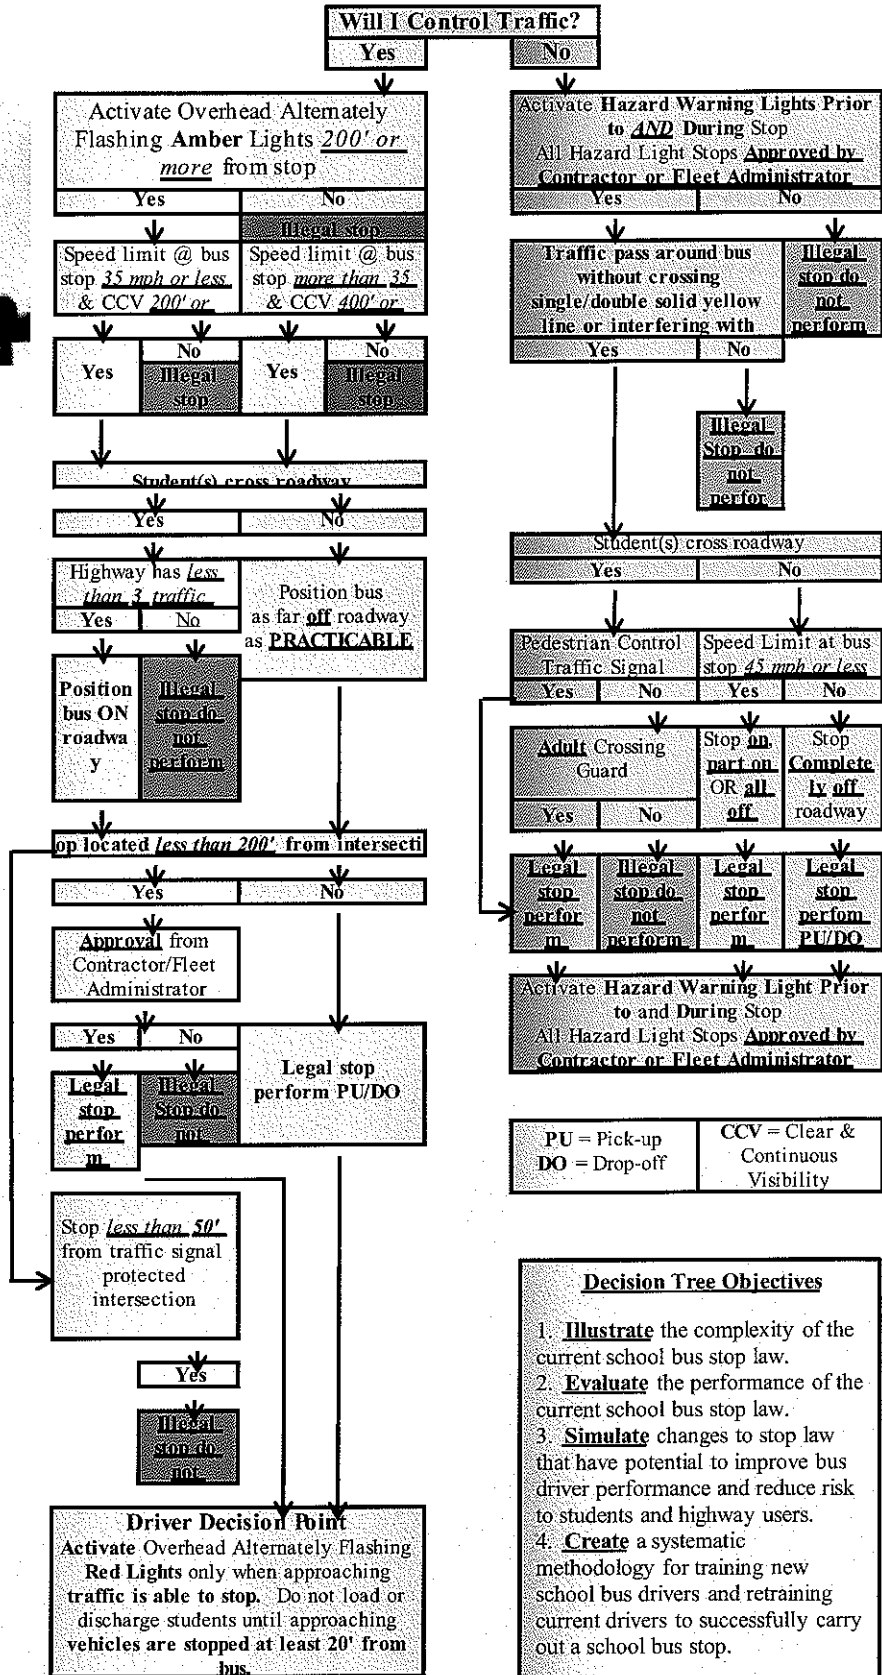 Will I Control Traffic?
Yes
No
Activate Overhead Alternately
Flashing Amber Lights 200' or
more from stop
Yes
No
Illegal stop
Speed limit @ bus
stop 35 mph or less
& CCV 200' or
Speed limit @ bus
stop more than 35
& CCV 400' or
Yes
No
Illegal
stop
Yes
No
Illegal
stop
Student(s) cross roadway
Yes
No
Highway has less
than 3 traffic
Yes
No
Position bus
as far off roadway
as PRACTICABLE
Position
bus ON
roadwa
y
Illegal
stop do
not
perform
op located less than 200' from intersecti
Yes
No
Approval from
Contractor/Fleet
Administrator
Yes
No
Legal stop
perform PU/DO
Legal
stop
perfor
m
Illegal
Stop do
not
Stop less than 50'
from traffic signal
protected
intersection
Yes
Illegal
stop do
not
Driver Decision Point
Activate Overhead Alternately Flashing
Red Lights only when approaching
traffic is able to stop. Do not load or
discharge students until approaching
vehicles are stopped at least 20' from
bus.
Activate Hazard Warning Lights Prior
to AND During Stop
All Hazard Light Stops Approved by
Contractor or Fleet Administrator
Yes
No
Traffic pass around bus
without crossing
single/double solid yellow
line or interfering with
Illegal
stop do
not
perform
Yes
No
Illegal
Stop do
not
perfor
Student(s) cross roadway
Yes
No
Pedestrian Control
Traffic Signal
Yes
No
Speed Limit at bus
stop 45 mph or less
Yes
No
Adult Crossing
Guard
Yes
No
Stop on,
part on
OR all
off
Stop
Complete
ly off
roadway
Legal
stop
perfor
m
Illegal
stop do
not
perform
Legal
stop
perfor
m
Legal
stop
perfom
PU/DO
Activate Hazard Warning Light Prior
to and During Stop
All Hazard Light Stops Approved by
Contractor or Fleet Administrator
PU = Pick-up
DO = Drop-off
CCV = Clear &
Continuous
Visibility
Decision Tree Objectives
1. Illustrate the complexity of the
current school bus stop law.
2. Evaluate the performance of the
current school bus stop law.
3. Simulate changes to stop law
that have potential to improve bus
driver performance and reduce risk
to students and highway users.
4. Create a systematic
methodology for training new
school bus drivers and retraining
current drivers to successfully carry
out a school bus stop.